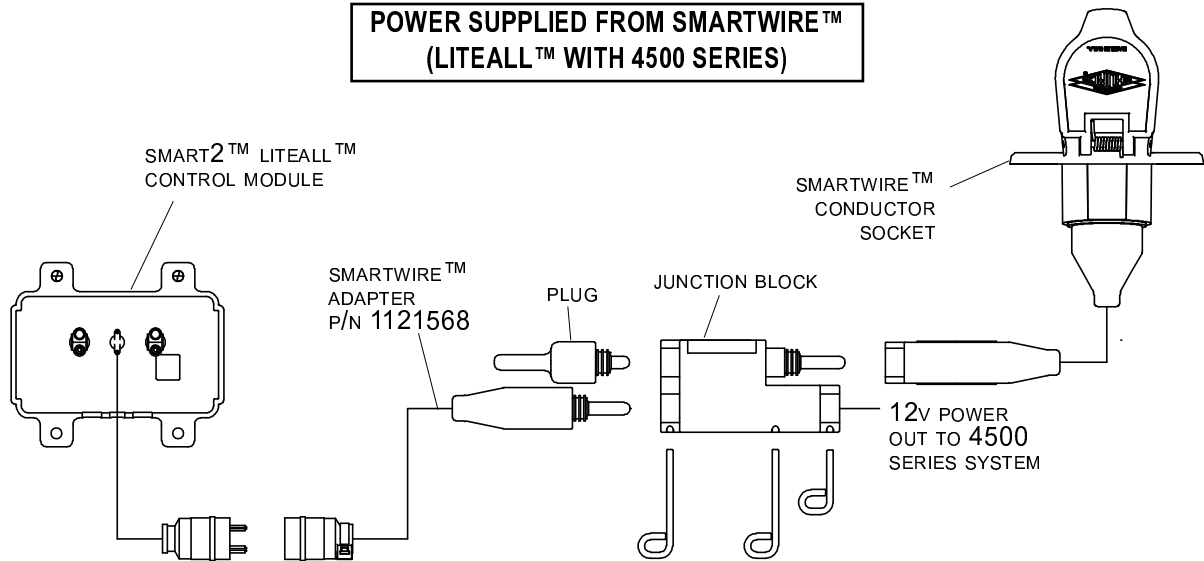 POWER SUPPLIED FROM SMARTWIRE™
(LITEALL™ WITH 4500 SERIES)
SMART2™ LITEALL™
CONTROL MODULE
SMARTWIRE™
CONDUCTOR
SOCKET
SMARTWIRE™
ADAPTER
P/N 1121568
PLUG
JUNCTION BLOCK
12V POWER
OUT TO 4500
SERIES SYSTEM